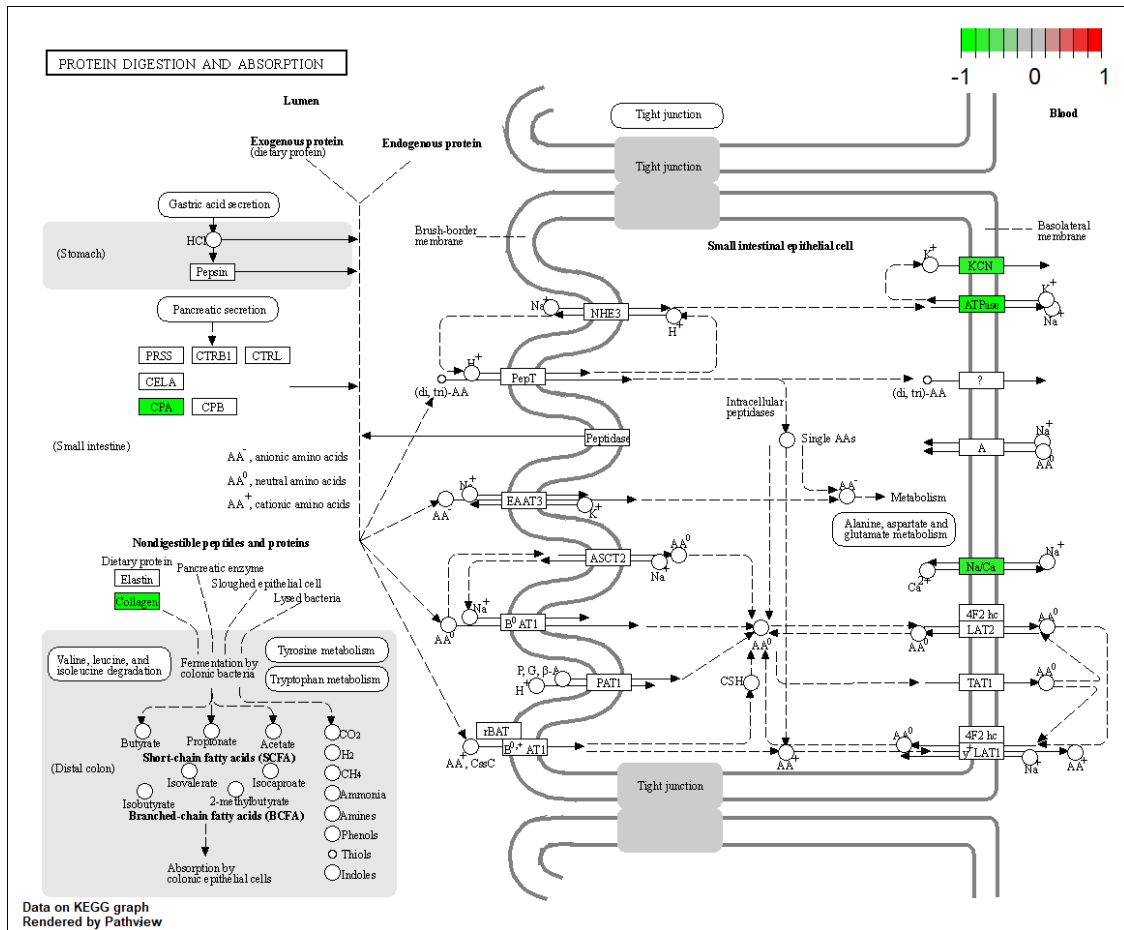 PROTEIN DIGESTION AND ABSORPTION
-1 0 1
Lumen
Blood
Exogenous protein
(dietary protein)
Endogenous protein
Tight junction
Tight junction
Gastric acid secretion
(Stomach)
HCl
Pepsin
Brush-border
membrane
Small intestinal epithelial cell
Basolateral
membrane
K+
KCN
ATPase
K+
Na+
Pancreatic secretion
PRSS
CTRB1
CTRL
CELA
CPA
CPB
(Small intestine)
Na+
NHE3
H+
H+
PepT
(di, tri)-AA
Intracellular
peptidases
(di, tri)-AA
?
Peptidase
Single AAs
Na+
A
AA0
AA-, anionic amino acids
AA0, neutral amino acids
AA+, cationic amino acids
Na+
EAAT3
AA-
K+
AA-
Metabolism
Alanine, aspartate and
glutamate metabolism
Nondigestible peptides and proteins
Dietary protein
Elastin
Collagen
Pancreatic enzyme
Sloughed epithelial cell
Lysed bacteria
ASCT2
AA0
Na+
Na/Ca
Na+
Ca2+
Na+
B0AT1
AA0
AA0
4F2 hc
LAT2
AA0
AA0
Valine, leucine, and
isoleucine degradation
Fermentation by
colonic bacteria
Tyrosine metabolism
Tryptophan metabolism
P, G, β-A
H+
PAT1
CSH
TAT1
AA0
rBAT
B0,+AT1
AA+, CssC
AA+
AA0
4F2 hc
y+LAT1
Na+
AA+
(Distal colon)
Butyrate
Propionate
Acetate
Short-chain fatty acids (SCFA)
Isovalerate
Isocaproate
Isobutyrate
2-methylbutyrate
Branched-chain fatty acids (BCFA)
Absorption by
colonic epithelial cells
CO2
H2
CH4
Ammonia
Amines
Phenols
Thiols
Indoles
Tight junction
Data on KEGG graph
Rendered by Pathview